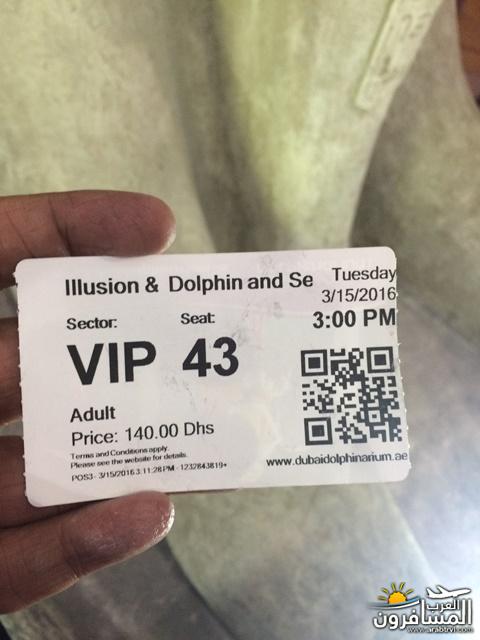 Illusion & Dolphin and Se
Tuesday
3/15/2016
3:00 PM
Sector:
Seat:
VIP 43
Adult
Price: 140.00 Dhs
Terms and Conditions apply.
Please see the website for details.
POS3 - 3/15/2016 3:11:28 PM - 1232843819+
www.dubaidolphinarium.ae
العرب
المسافرون
www.arabtrvl.com